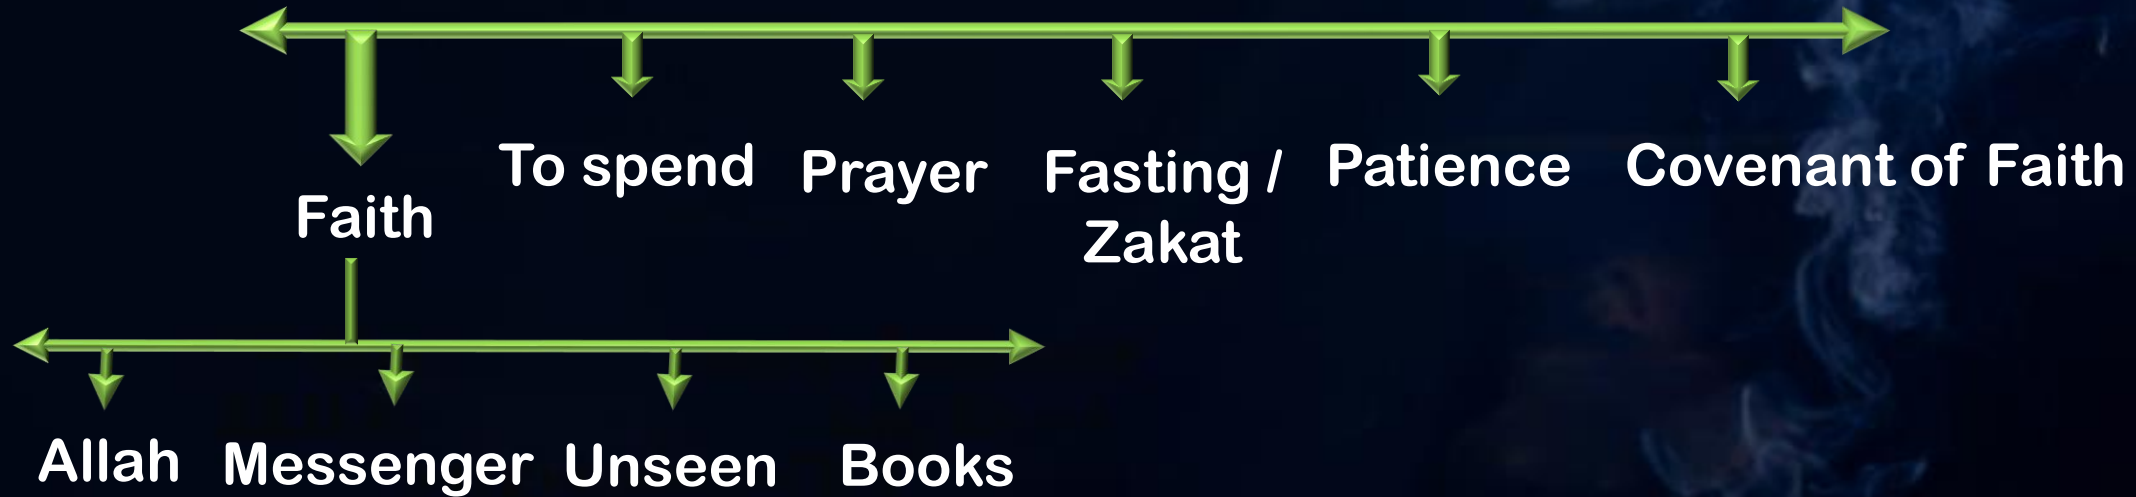 To spend Prayer Fasting / Patience Covenant of Faith
Faith Zakat
Allah Messenger Unseen Books